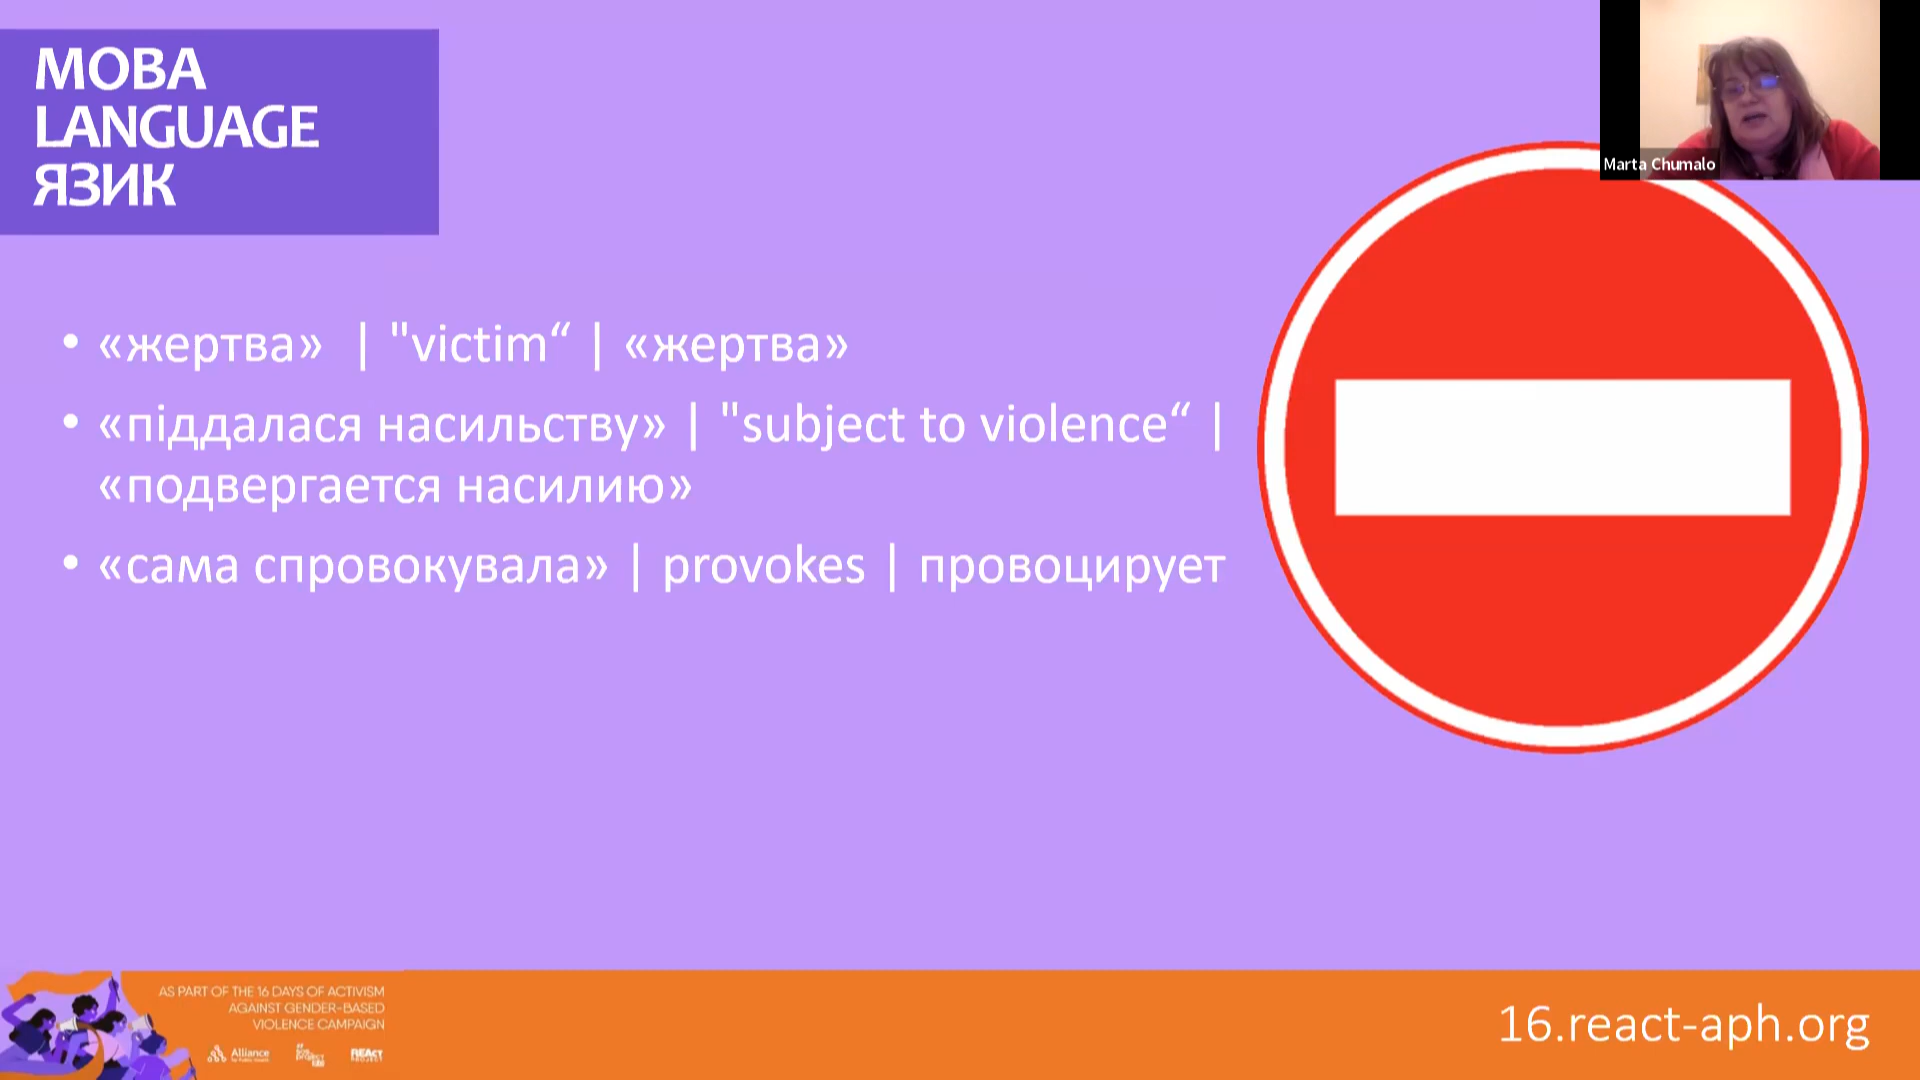 МОВА
LANGUAGE
ЯЗИК
Marta Chumalo
• «жертва» | "victim“ | «жертва»
• «піддалася насильству» | "subject to violence“ |
«подвергается насилию»
• «сама спровокувала» | provokes | провоцирует
AS PART OF THE 16 DAYS OF ACTIVISM
AGAINST GENDER-BASED
VIOLENCE CAMPAIGN
Alliance
REAct
PROJECT
16.react-aph.org